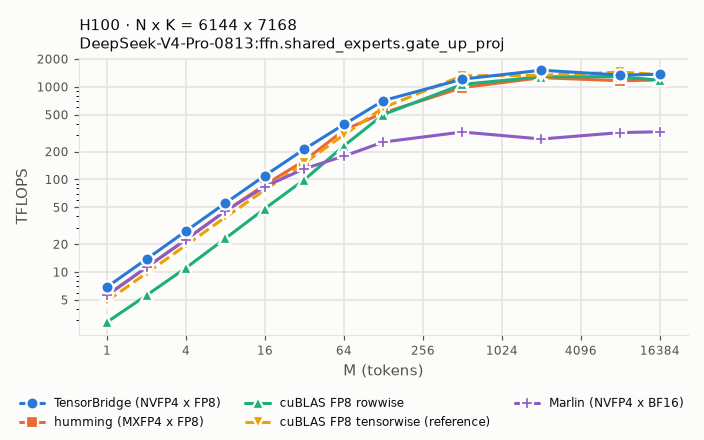 H100 · N x K = 6144 x 7168
DeepSeek-V4-Pro-0813:ffn.shared_experts.gate_up_proj
TFLOPS
2000
1000
500
200
100
50
20
10
5
1
4
16
64
256
1024
4096
16384
M (tokens)
TensorBridge (NVFP4 x FP8)
cuBLAS FP8 rowwise
Marlin (NVFP4 x BF16)
humming (MXFP4 x FP8)
cuBLAS FP8 tensorwise (reference)